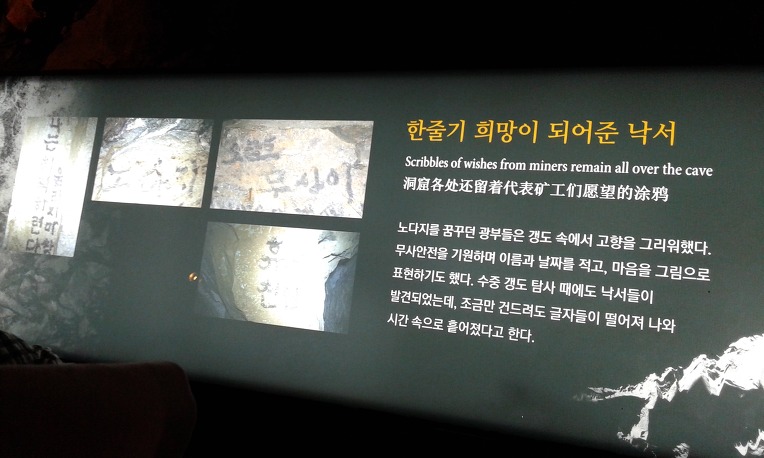 한줄기 희망이 되어준 낙서
Scribbles of wishes from miners remain all over the cave
洞窟各处还留着代表矿工们愿望的涂鸦
노다지를 꿈꾸던 광부들은 갱도 속에서 고향을 그리워했다.
무사안전을 기원하며 이름과 날짜를 적고, 마음을 그림으로
표현하기도 했다. 수중 갱도 탐사 때에도 낙서들이
발견되었는데, 조금만 건드려도 글자들이 떨어져 나와
시간 속으로 흩어졌다고 한다.
오늘도
무사이